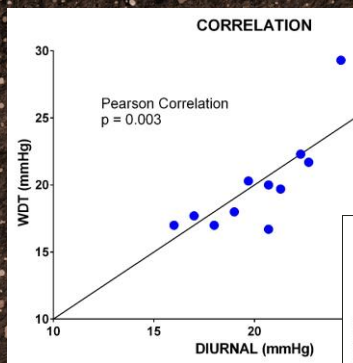 CORRELATION
30
Pearson Correlation
p = 0.003
25
WDT (mmHg)
20
15
10
10
15
20
DIURNAL (mmHg)